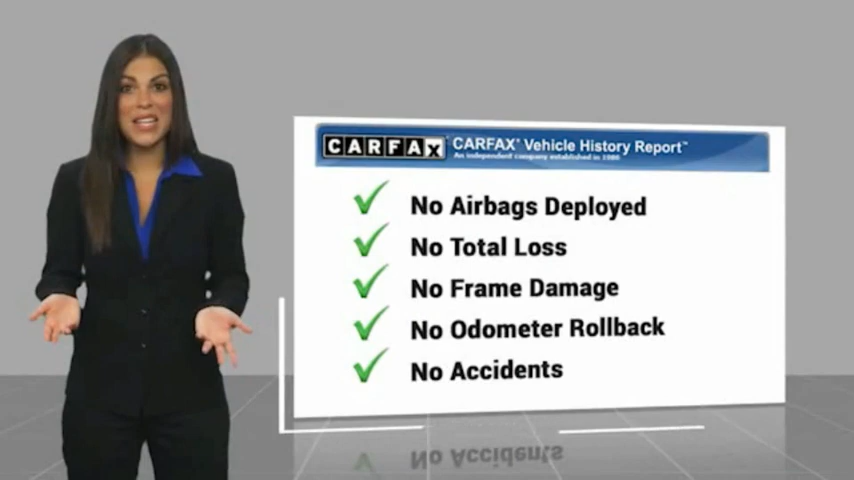 CARFAX CARFAX® Vehicle History Report™
An independent company established in 1986
No Airbags Deployed
No Total Loss
No Frame Damage
No Odometer Rollback
No Accidents
No Accidents